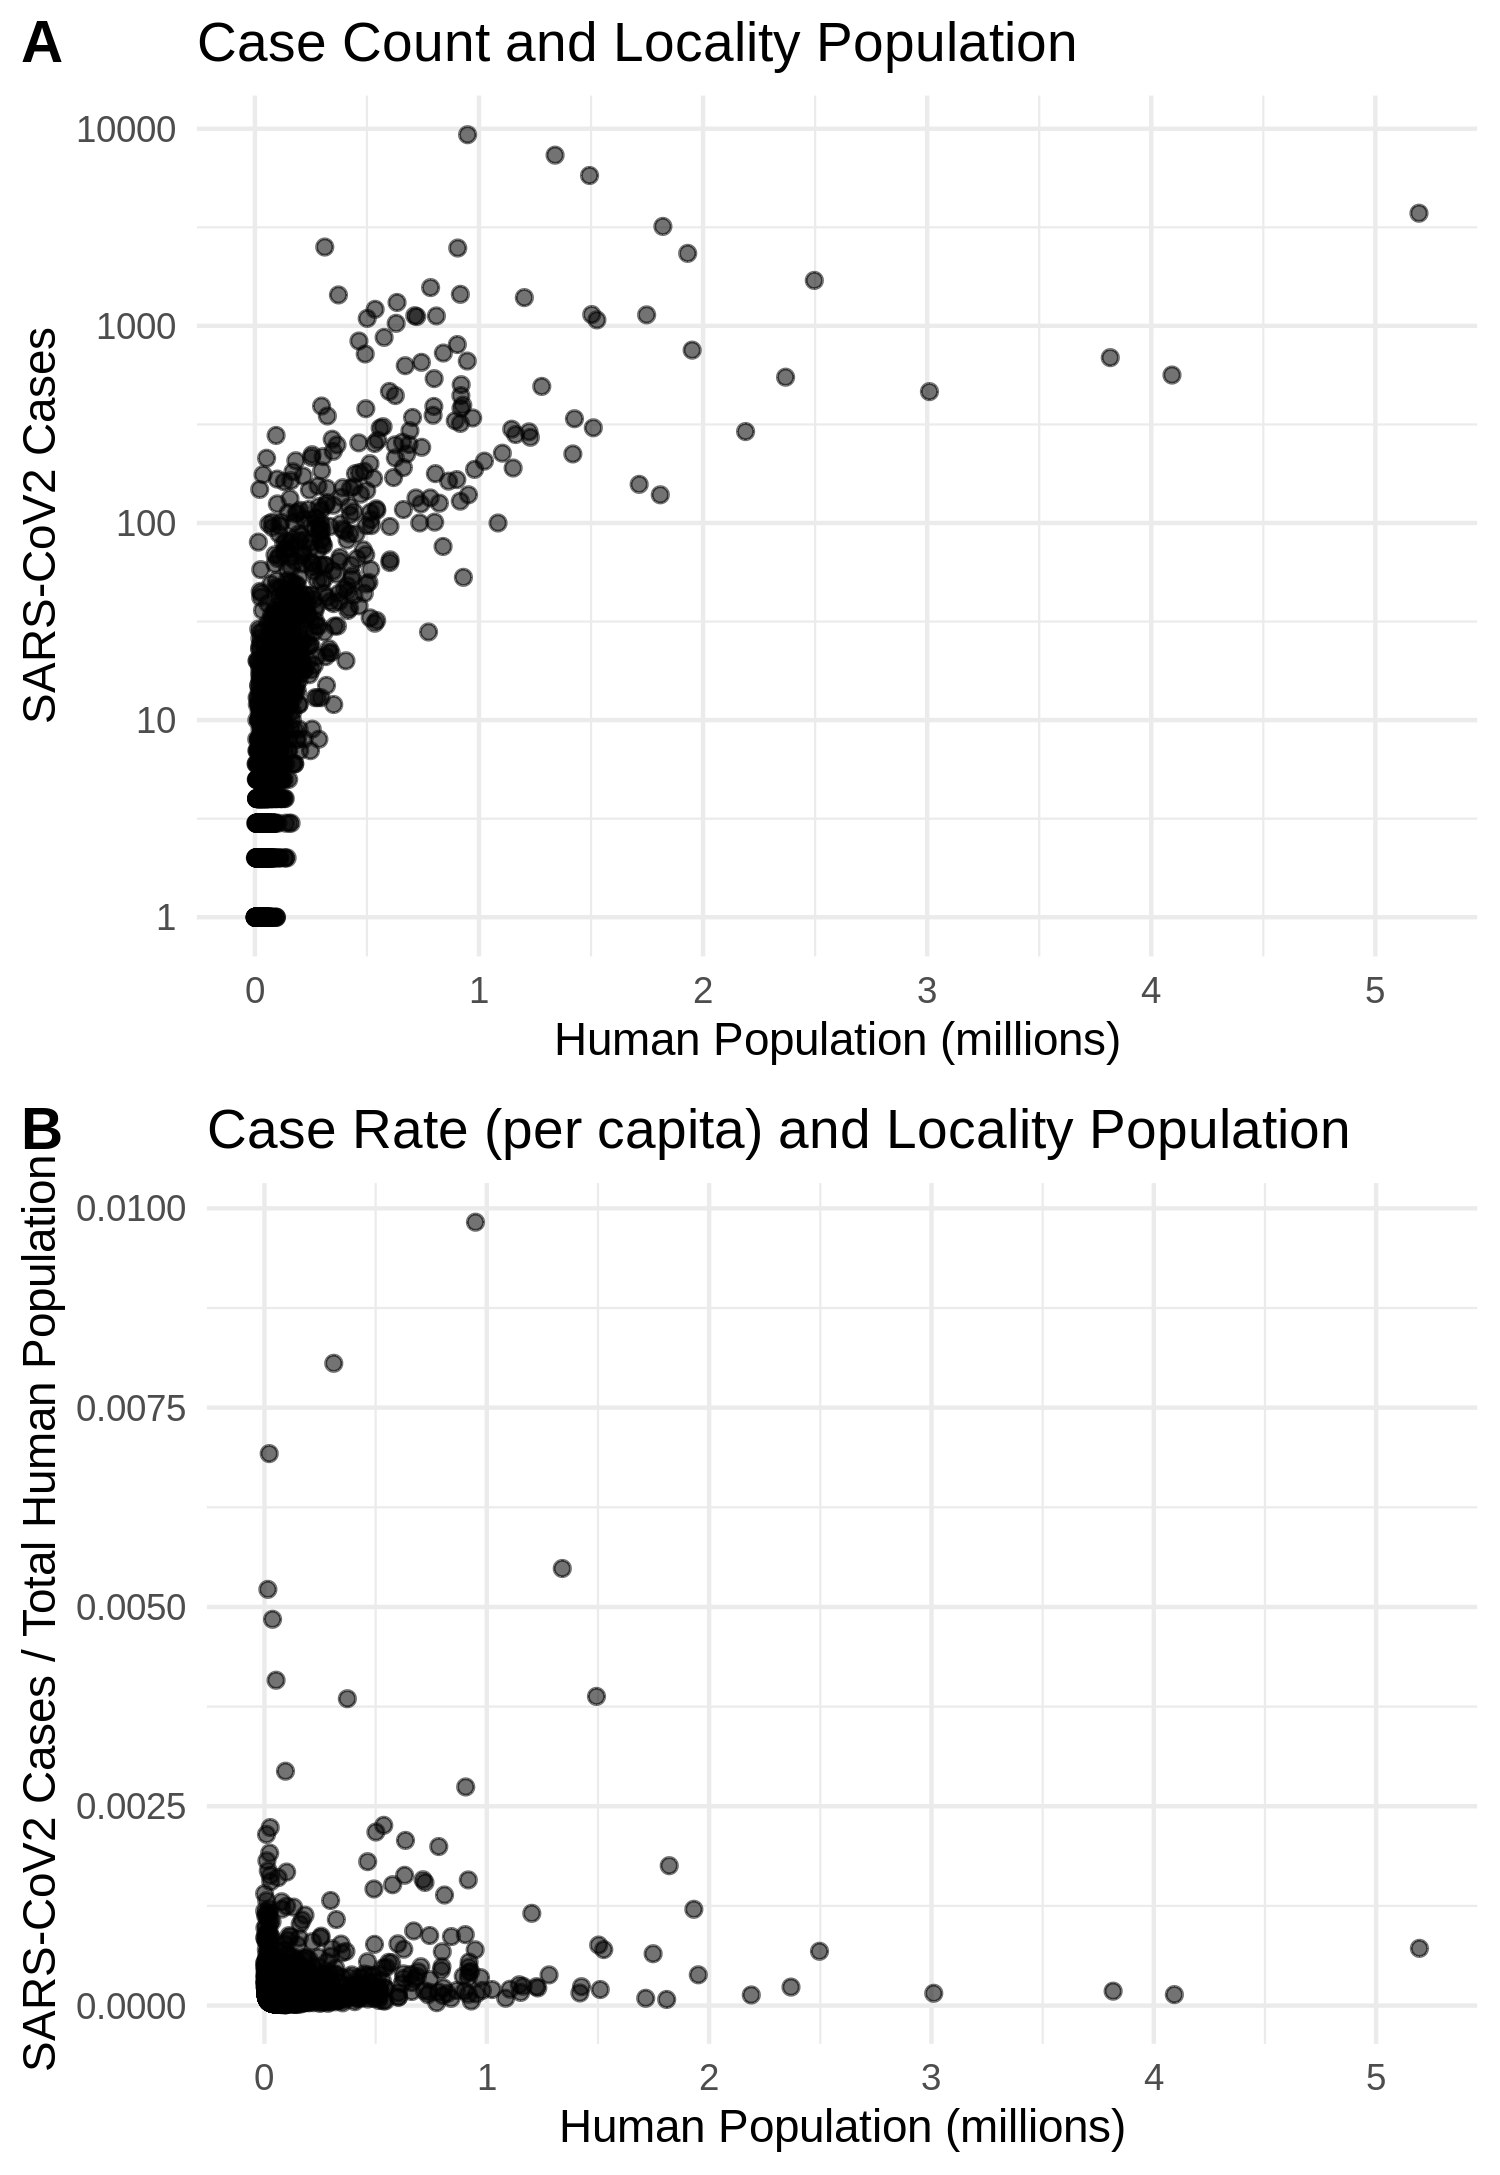 A
Case Count and Locality Population
SARS-CoV2 Cases
10000
1000
100
10
1
0 1 2 3 4 5
Human Population (millions)
B
Case Rate (per capita) and Locality Population
SARS-CoV2 Cases / Total Human Population
0.0100
0.0075
0.0050
0.0025
0.0000
0 1 2 3 4 5
Human Population (millions)